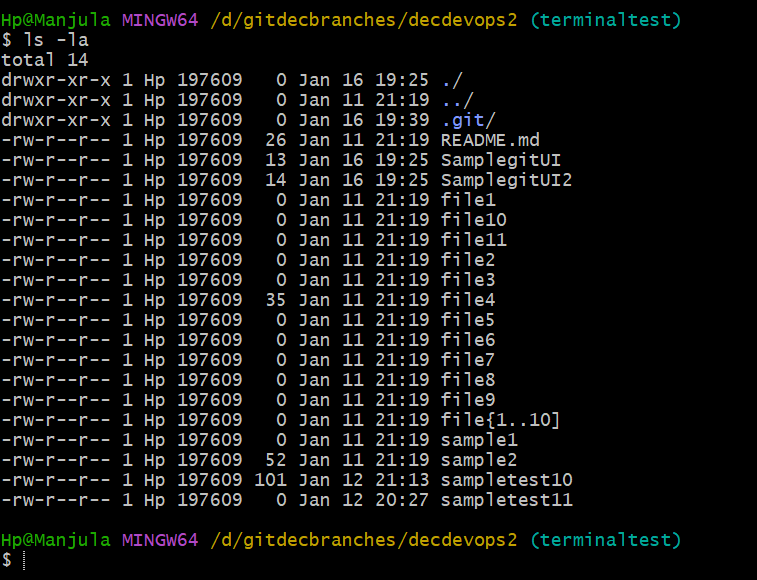 Hp@Manjula MINGW64 /d/gitdecbranches/decdevops2 (terminaltest)
$ ls -la
total 14
drwxr-xr-x 1 Hp 197609   0 Jan 16 19:25 ./
drwxr-xr-x 1 Hp 197609   0 Jan 11 21:19 ../
drwxr-xr-x 1 Hp 197609   0 Jan 16 19:39 .git/
-rw-r--r-- 1 Hp 197609  26 Jan 11 21:19 README.md
-rw-r--r-- 1 Hp 197609  13 Jan 16 19:25 SamplegitUI
-rw-r--r-- 1 Hp 197609  14 Jan 16 19:25 SamplegitUI2
-rw-r--r-- 1 Hp 197609   0 Jan 11 21:19 file1
-rw-r--r-- 1 Hp 197609   0 Jan 11 21:19 file10
-rw-r--r-- 1 Hp 197609   0 Jan 11 21:19 file11
-rw-r--r-- 1 Hp 197609   0 Jan 11 21:19 file2
-rw-r--r-- 1 Hp 197609   0 Jan 11 21:19 file3
-rw-r--r-- 1 Hp 197609  35 Jan 11 21:19 file4
-rw-r--r-- 1 Hp 197609   0 Jan 11 21:19 file5
-rw-r--r-- 1 Hp 197609   0 Jan 11 21:19 file6
-rw-r--r-- 1 Hp 197609   0 Jan 11 21:19 file7
-rw-r--r-- 1 Hp 197609   0 Jan 11 21:19 file8
-rw-r--r-- 1 Hp 197609   0 Jan 11 21:19 file9
-rw-r--r-- 1 Hp 197609   0 Jan 11 21:19 file{1..10]
-rw-r--r-- 1 Hp 197609   0 Jan 11 21:19 sample1
-rw-r--r-- 1 Hp 197609  52 Jan 11 21:19 sample2
-rw-r--r-- 1 Hp 197609 101 Jan 12 21:13 sampletest10
-rw-r--r-- 1 Hp 197609   0 Jan 12 20:27 sampletest11
Hp@Manjula MINGW64 /d/gitdecbranches/decdevops2 (terminaltest)
$